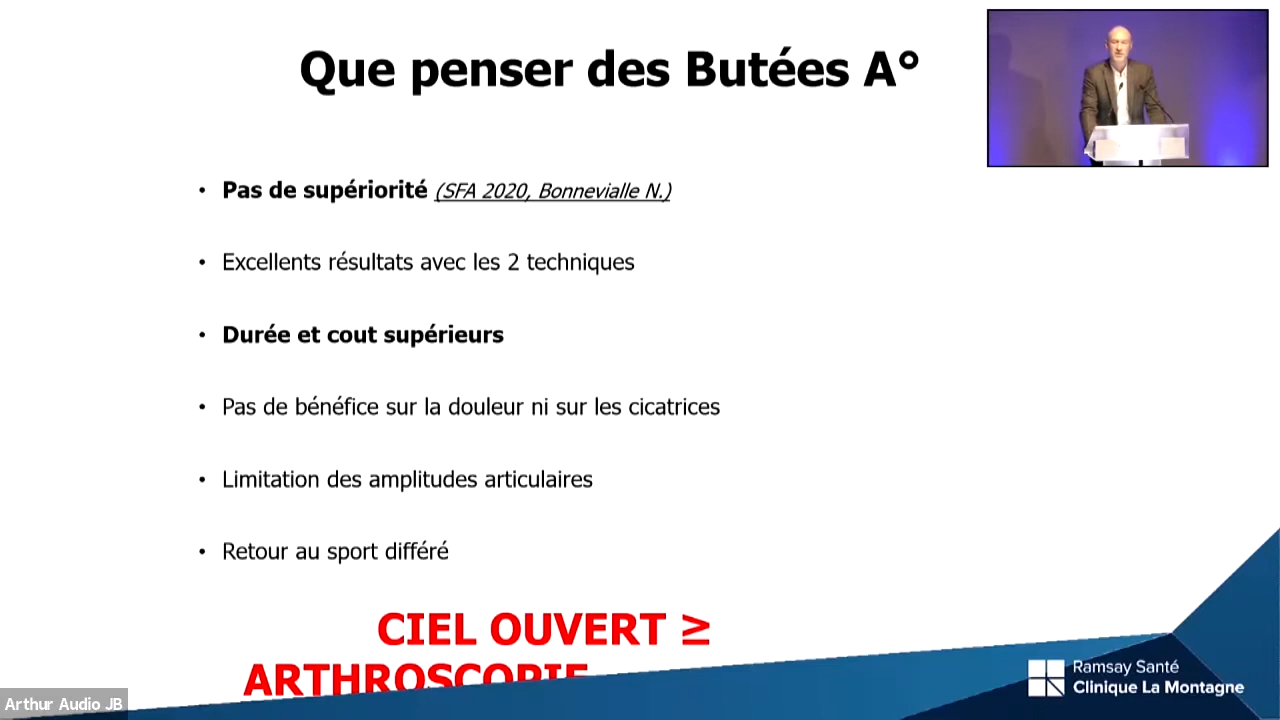 Que penser des Butées A°
• Pas de supériorité (SFA 2020, Bonnevialle N.)
• Excellents résultats avec les 2 techniques
• Durée et cout supérieurs
• Pas de bénéfice sur la douleur ni sur les cicatrices
• Limitation des amplitudes articulaires
• Retour au sport différé
CIEL OUVERT ≥
ARTHROSCOPIE
Ramsay Santé
Clinique La Montagne
Arthur Audio JB